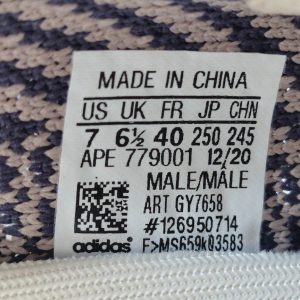 MADE IN CHINA
US UK FR JP CHN
7 6½ 40 250 245
APE 779001 12/20
MALE/MÂLE
ART GY7658
#126950714
adidas F>MS659k03583